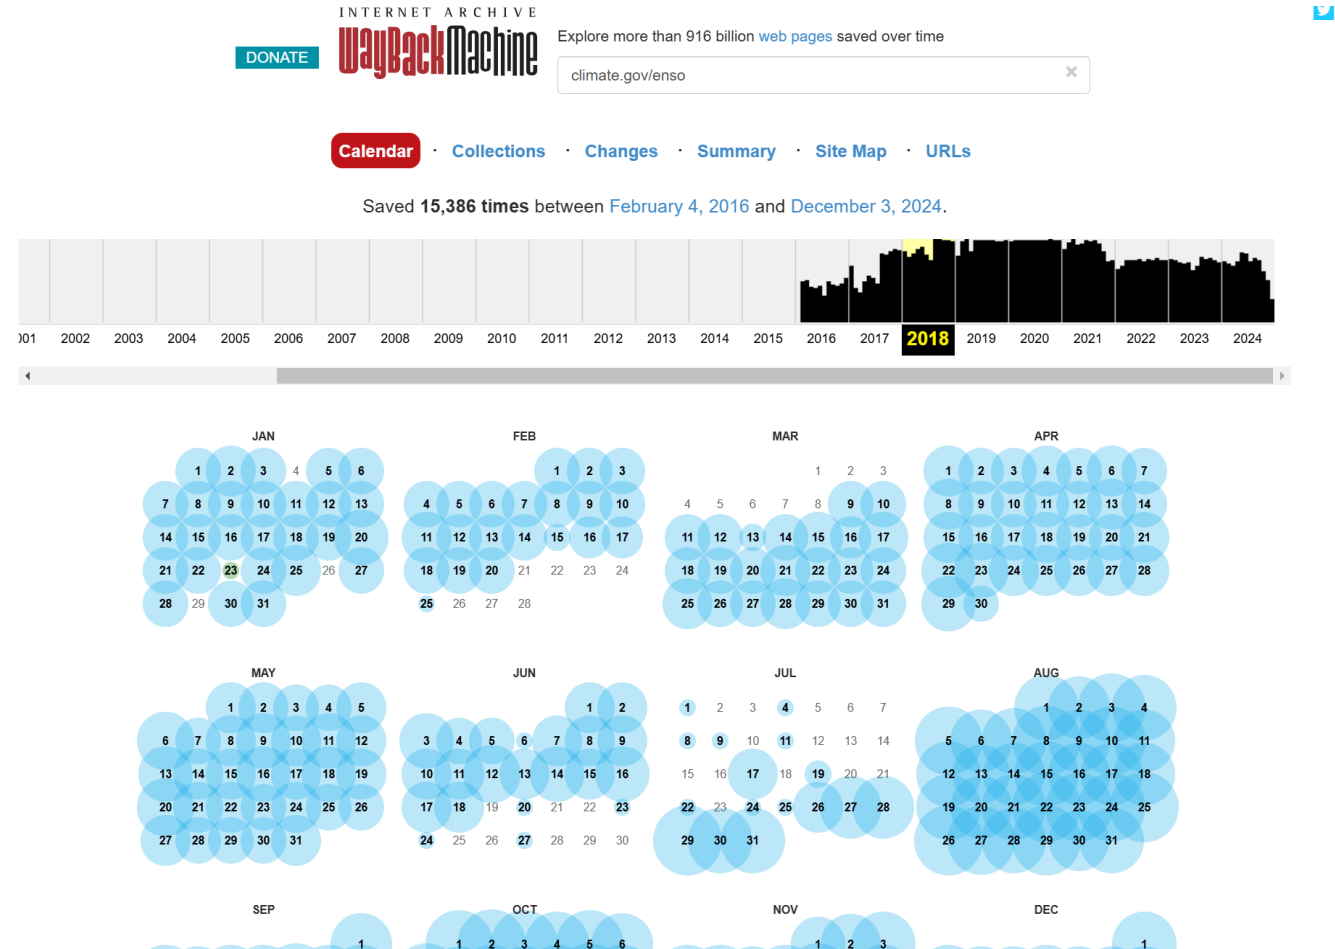 INTERNET ARCHIVE
WayBackMachine
DONATE
Explore more than 916 billion web pages saved over time
climate.gov/enso
×
Calendar · Collections · Changes · Summary · Site Map · URLs
Saved 15,386 times between February 4, 2016 and December 3, 2024.
01 2002 2003 2004 2005 2006 2007 2008 2009 2010 2011 2012 2013 2014 2015 2016 2017 2018 2019 2020 2021 2022 2023 2024
JAN
1 2 3 4 5 6
7 8 9 10 11 12 13
14 15 16 17 18 19 20
21 22 23 24 25 26 27
28 29 30 31
FEB
1 2 3
4 5 6 7 8 9 10
11 12 13 14 15 16 17
18 19 20 21 22 23 24
25 26 27 28
MAR
1 2 3
4 5 6 7 8 9 10
11 12 13 14 15 16 17
18 19 20 21 22 23 24
25 26 27 28 29 30 31
APR
1 2 3 4 5 6 7
8 9 10 11 12 13 14
15 16 17 18 19 20 21
22 23 24 25 26 27 28
29 30
MAY
1 2 3 4 5
6 7 8 9 10 11 12
13 14 15 16 17 18 19
20 21 22 23 24 25 26
27 28 29 30 31
JUN
1 2
3 4 5 6 7 8 9
10 11 12 13 14 15 16
17 18 19 20 21 22 23
24 25 26 27 28 29 30
JUL
1 2 3 4 5 6 7
8 9 10 11 12 13 14
15 16 17 18 19 20 21
22 23 24 25 26 27 28
29 30 31
AUG
1 2 3 4
5 6 7 8 9 10 11
12 13 14 15 16 17 18
19 20 21 22 23 24 25
26 27 28 29 30 31
SEP
1
OCT
1 2 3 4 5 6
NOV
1 2 3
DEC
1